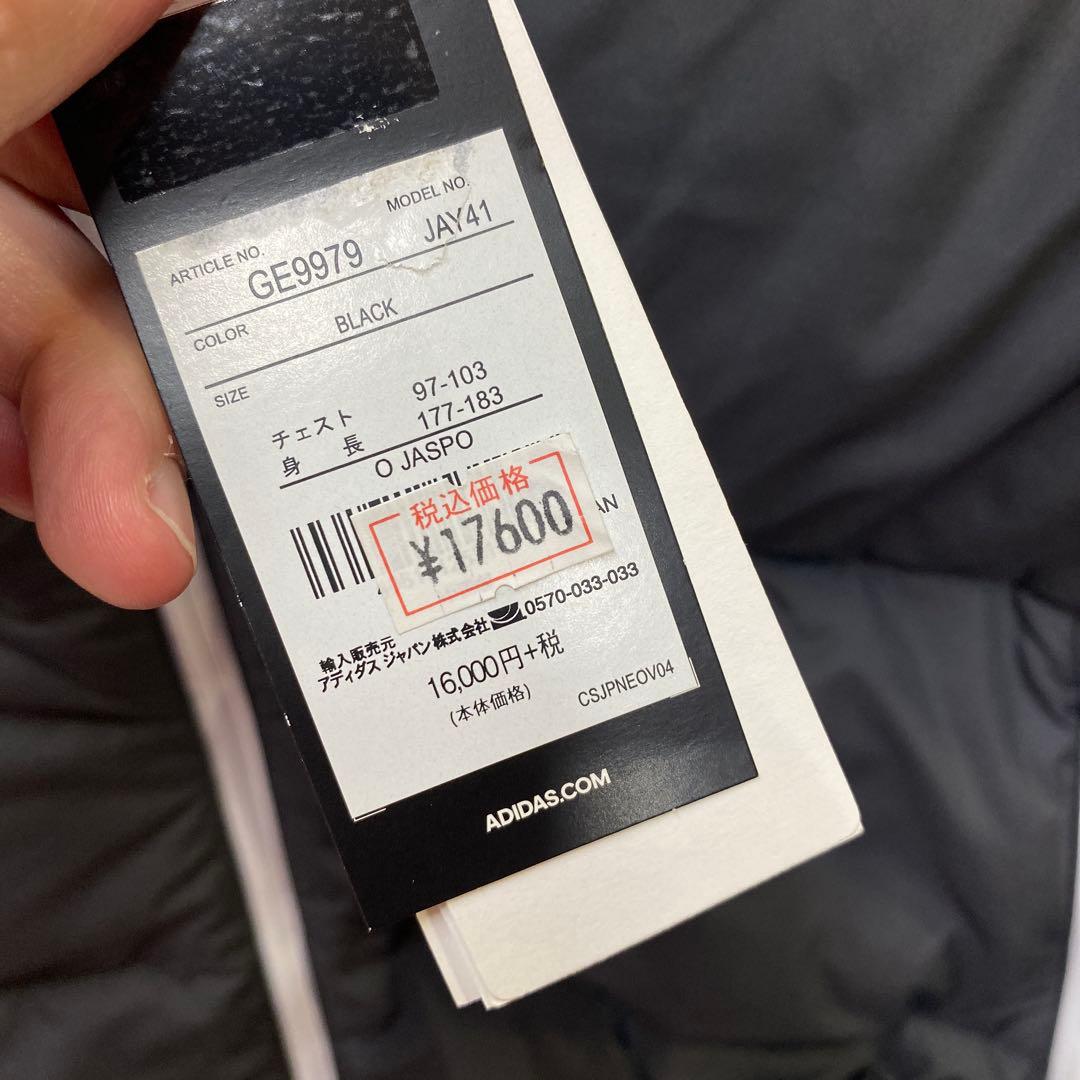 MODEL NO.
ARTICLE NO.
GE9979 JAY41
COLOR BLACK
SIZE
チェスト 97-103
身長 177-183
O JASPO
税込価格
¥17600
AN
輸入販売元
アディダス ジャパン株式会社 0570-033-033
16,000円+税
(本体価格)
CSJPNEOV04
ADIDAS.COM